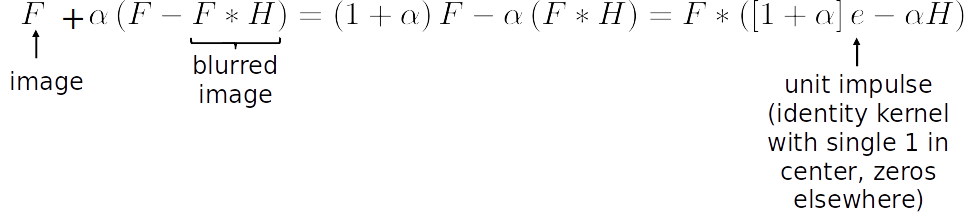 F + α (F − F ∗ H) = (1 + α) F − α (F ∗ H) = F ∗ ([1 + α] e − αH)
image
blurred
image
unit impulse
(identity kernel
with single 1 in
center, zeros
elsewhere)